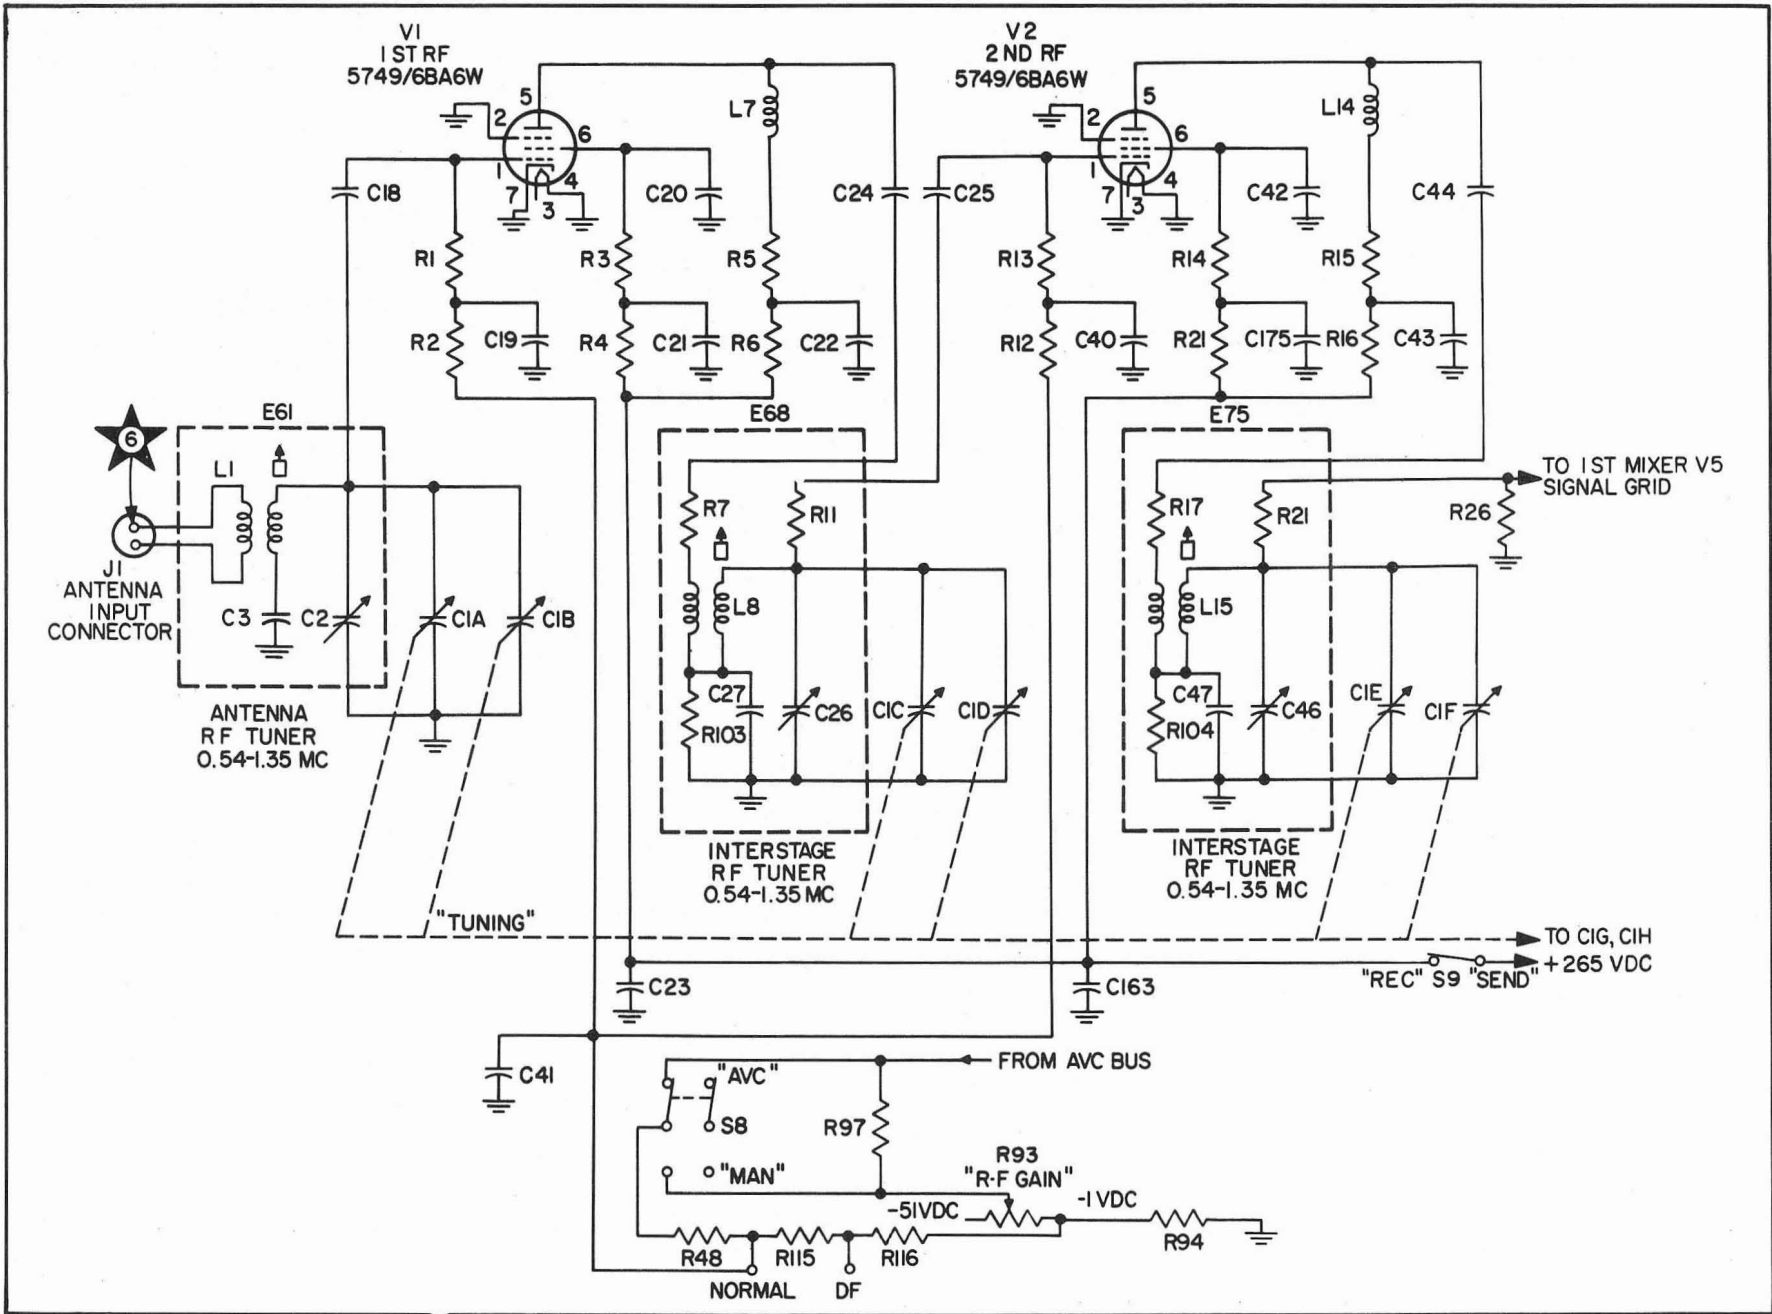 V1
1ST RF
5749/6BA6W
V2
2ND RF
5749/6BA6W
5
2
6
1
7
3
4
L7
5
2
6
1
7
3
4
L14
C18
C20
C24
C25
C42
C44
R1
R3
R5
R13
R14
R15
R2
C19
R4
C21
R6
C22
R12
C40
R21
C175
R16
C43
6
E61
E68
E75
L1
TO 1ST MIXER V5
SIGNAL GRID
R7
R11
R17
R21
R26
J1
ANTENNA
INPUT
CONNECTOR
C3
C2
C1A
C1B
L8
L15
C27
C26
C1C
C1D
R103
C47
C46
C1E
C1F
R104
ANTENNA
RF TUNER
0.54-1.35 MC
INTERSTAGE
RF TUNER
0.54-1.35 MC
INTERSTAGE
RF TUNER
0.54-1.35 MC
"TUNING"
TO C1G, C1H
"REC" S9 "SEND"
+265 VDC
C23
C163
C41
"AVC"
FROM AVC BUS
S8
R97
"MAN"
R93
"R-F GAIN"
-51VDC
-1VDC
R48
R115
R116
R94
NORMAL
DF